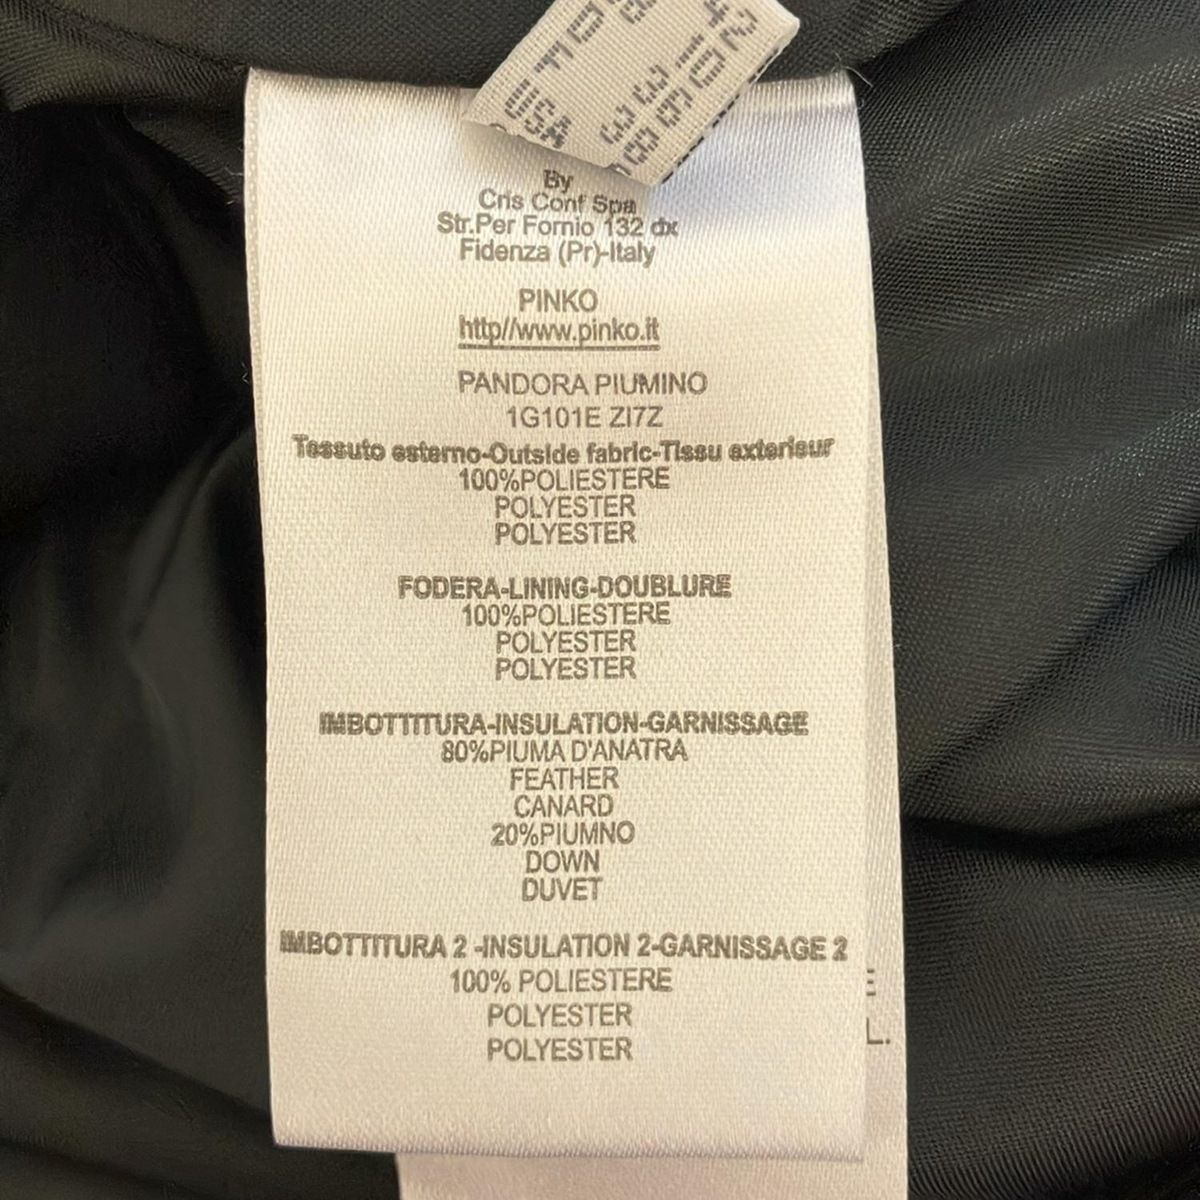 USA
By
Cris Conf Spa
Str.Per Fornio 132 dx
Fidenza (Pr)-Italy
PINKO
http//www.pinko.it
PANDORA PIUMINO
1G101E ZI7Z
Tessuto esterno-Outside fabric-Tissu exterieur
100%POLIESTERE
POLYESTER
POLYESTER
FODERA-LINING-DOUBLURE
100%POLIESTERE
POLYESTER
POLYESTER
IMBOTTITURA-INSULATION-GARNISSAGE
80%PIUMA D'ANATRA
FEATHER
CANARD
20%PIUMNO
DOWN
DUVET
IMBOTTITURA 2 -INSULATION 2-GARNISSAGE 2
100% POLIESTERE
POLYESTER
POLYESTER